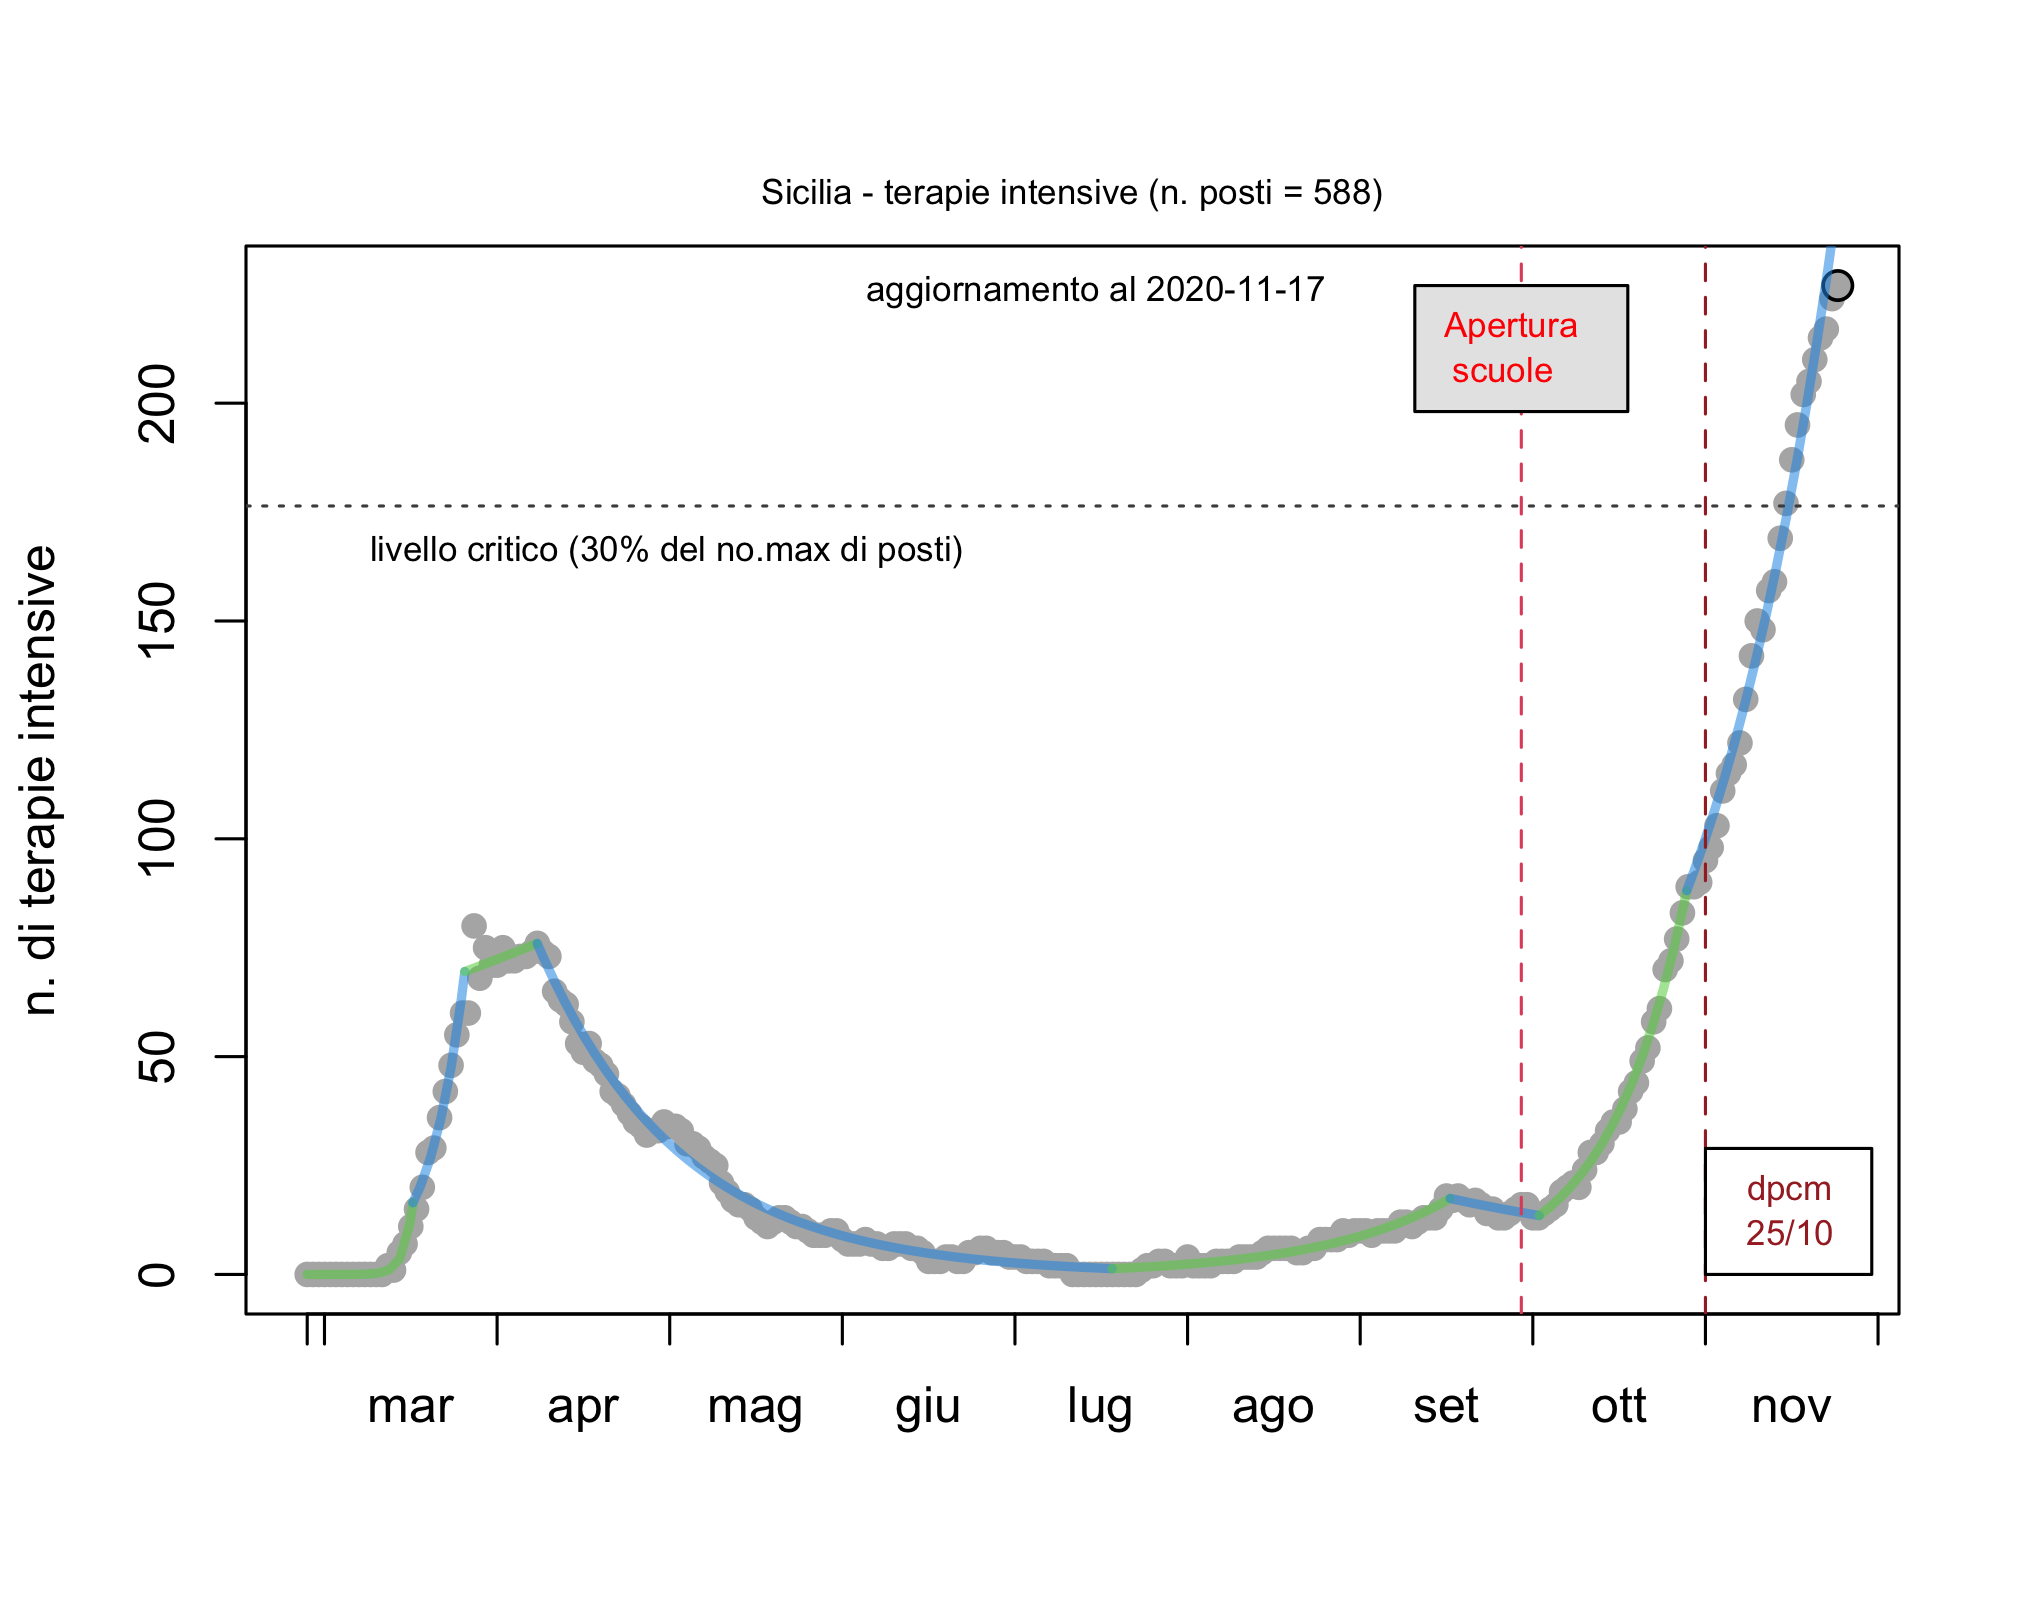 Sicilia - terapie intensive (n. posti = 588)
aggiornamento al 2020-11-17
Apertura
scuole
livello critico (30% del no.max di posti)
dpcm
25/10
n. di terapie intensive
200
150
100
50
0
mar apr mag giu lug ago set ott nov